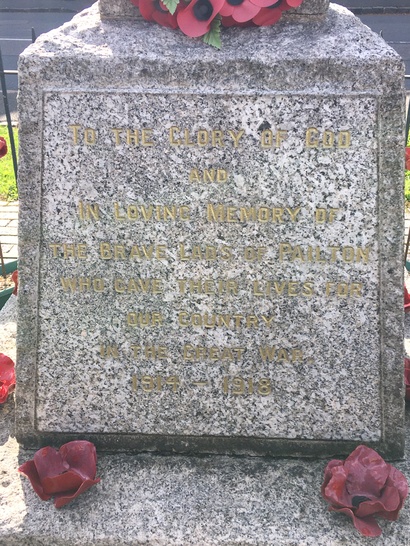 To the Glory of God
and
In Loving Memory of
the Brave Lads of Pailton
who gave their lives for
our Country
in the Great War.
1914 – 1918